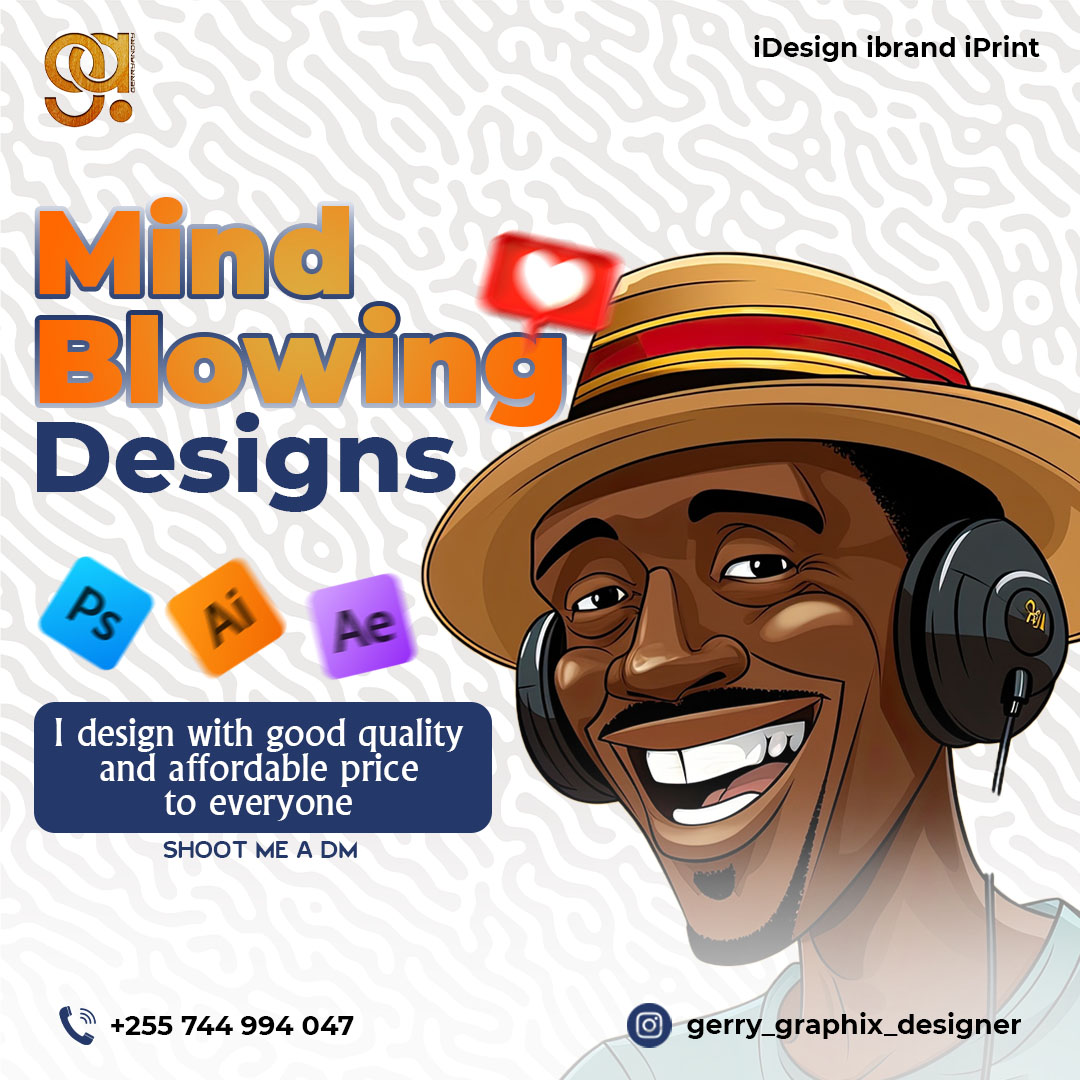 iDesign ibrand iPrint
Mind
Blowing
Designs
Ps
Ai
Ae
I design with good quality
and affordable price
to everyone
SHOOT ME A DM
+255 744 994 047
gerry_graphix_designer